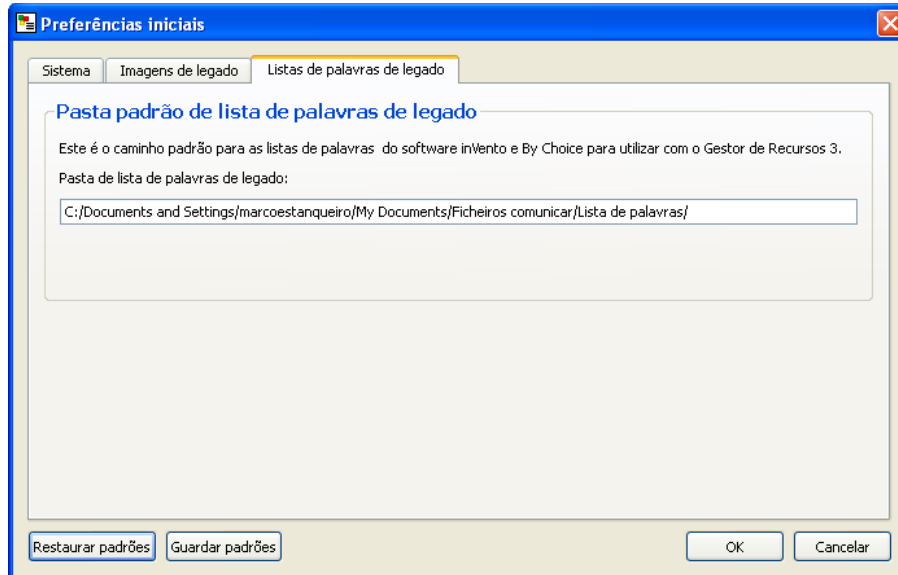 Preferências iniciais
Sistema Imagens de legado Listas de palavras de legado
Pasta padrão de lista de palavras de legado
Este é o caminho padrão para as listas de palavras do software inVento e By Choice para utilizar com o Gestor de Recursos 3.
Pasta de lista de palavras de legado:
C:/Documents and Settings/marcoestanqueiro/My Documents/Ficheiros comunicar/Lista de palavras/
Restaurar padrões Guardar padrões OK Cancelar